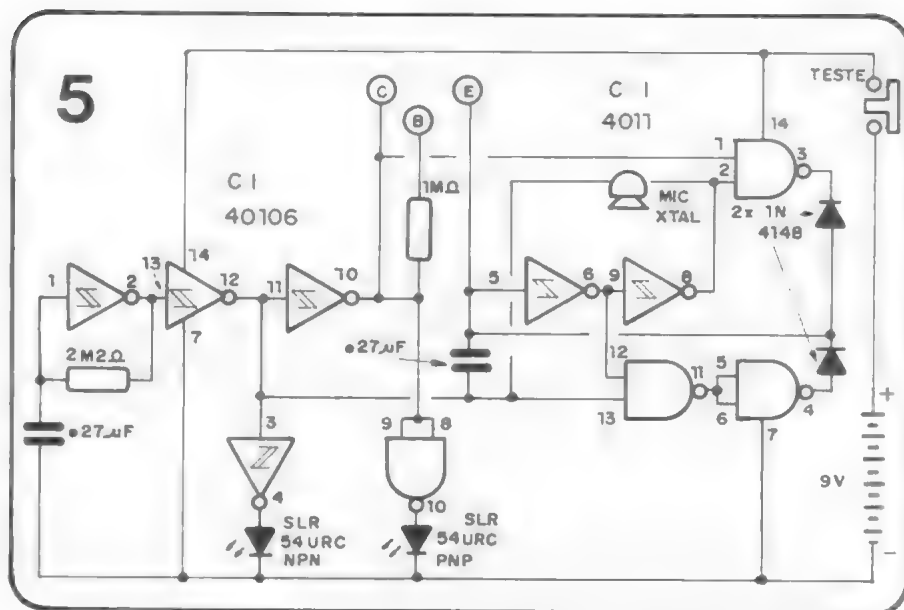 5
C
B
E
C I
4011
TESTE
14
1
2
3
1MΩ
MIC
XTAL
2x 1N
4148
C I
40106
14
13
1
2
12
11
10
7
2M2Ω
5
6
9
8
•27µF
12
11
13
5
6
4
7
•27µF
3
4
9
8
10
SLR
54URC
NPN
SLR
54URC
PNP
9V
+
-